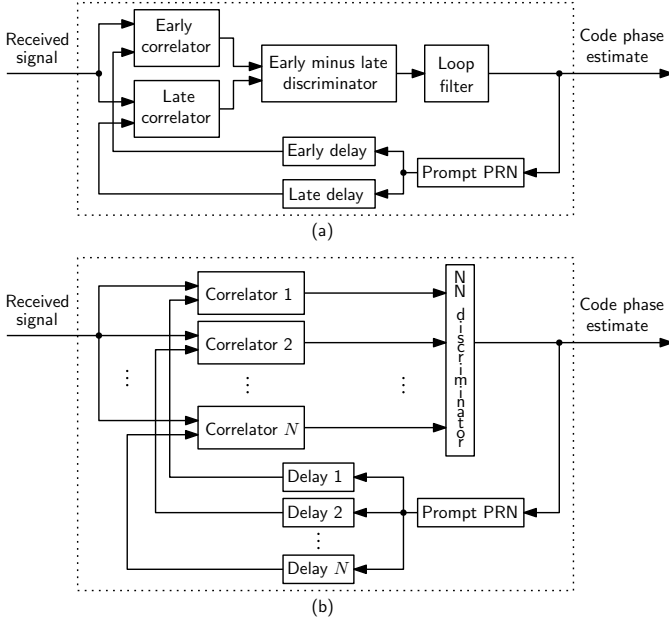 Received
signal
Early
correlator
Late
correlator
Early minus late
discriminator
Loop
filter
Code phase
estimate
Early delay
Late delay
Prompt PRN
(a)
Received
signal
Correlator 1
Correlator 2
⋮ ⋮ ⋮
Correlator N
NN discriminator
Code phase
estimate
Delay 1
Delay 2
⋮
Delay N
Prompt PRN
(b)